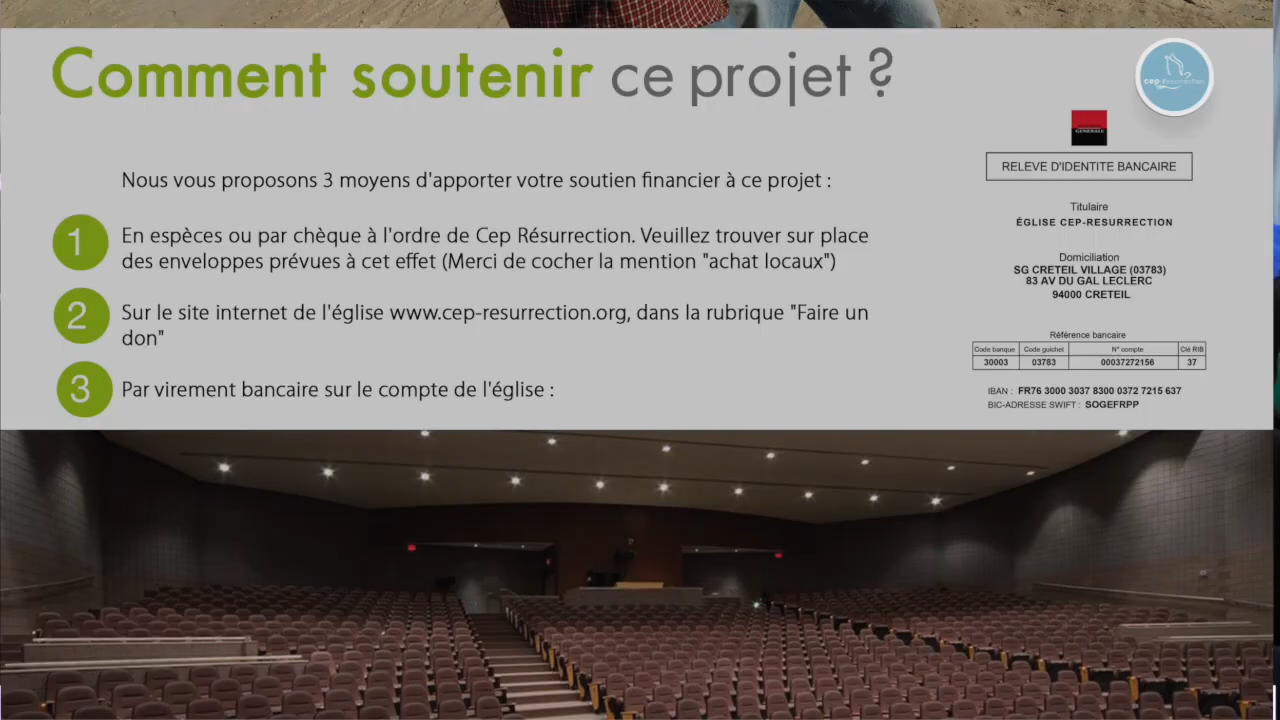 Comment soutenir ce projet ?
cep résurrection
GENERALE
RELEVE D'IDENTITE BANCAIRE
Nous vous proposons 3 moyens d'apporter votre soutien financier à ce projet :
Titulaire
ÉGLISE CEP-RESURRECTION
1 En espèces ou par chèque à l'ordre de Cep Résurrection. Veuillez trouver sur place
des enveloppes prévues à cet effet (Merci de cocher la mention "achat locaux")
Domiciliation
SG CRETEIL VILLAGE (03783)
83 AV DU GAL LECLERC
94000 CRETEIL
2 Sur le site internet de l'église www.cep-resurrection.org, dans la rubrique "Faire un
don"
Référence bancaire
Code banque Code guichet N° compte Clé RIB
30003 03783 00037272156 37
3 Par virement bancaire sur le compte de l'église :
IBAN : FR76 3000 3037 8300 0372 7215 637
BIC-ADRESSE SWIFT : SOGEFRPP